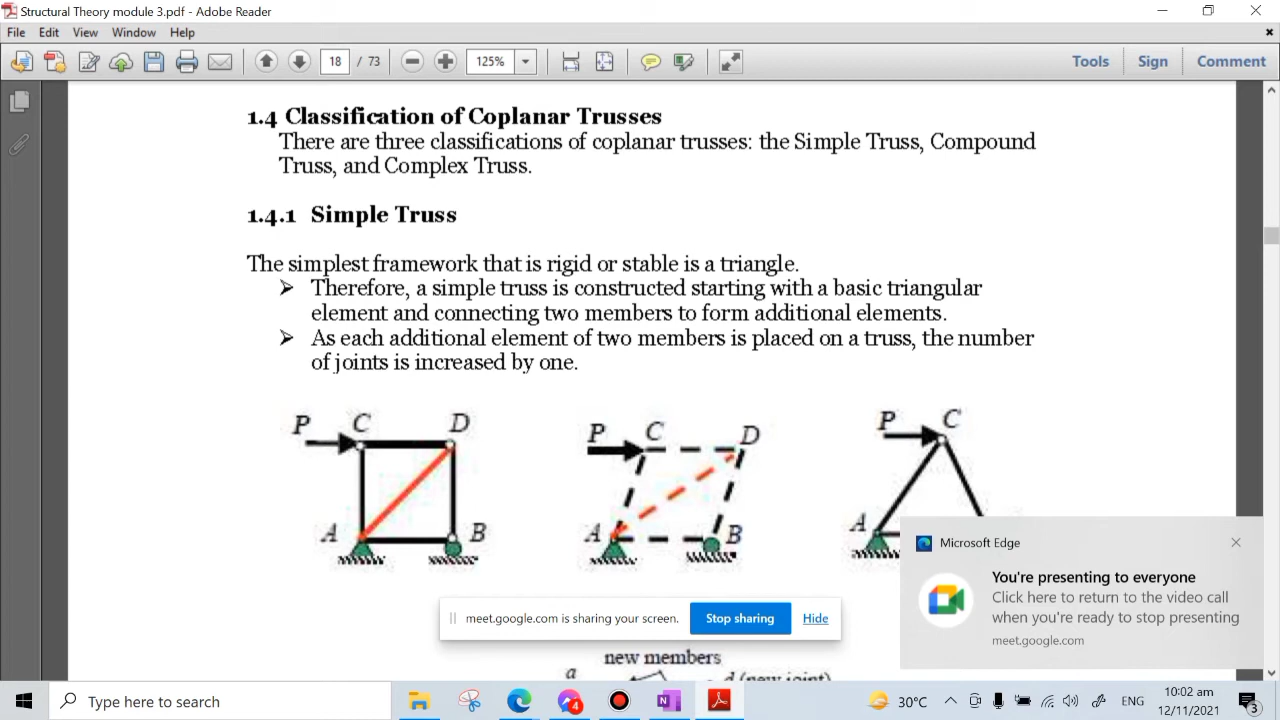 Structural Theory module 3.pdf - Adobe Reader
File Edit View Window Help
18 / 73 125% Tools Sign Comment
1.4 Classification of Coplanar Trusses
There are three classifications of coplanar trusses: the Simple Truss, Compound
Truss, and Complex Truss.
1.4.1 Simple Truss
The simplest framework that is rigid or stable is a triangle.
➢ Therefore, a simple truss is constructed starting with a basic triangular
element and connecting two members to form additional elements.
➢ As each additional element of two members is placed on a truss, the number
of joints is increased by one.
P C D
A B
P C D
A B
P C
A
Microsoft Edge
You're presenting to everyone
Click here to return to the video call
when you're ready to stop presenting
meet.google.com
meet.google.com is sharing your screen. Stop sharing Hide
new members
a d (new joint)
Type here to search
4
30°C ENG
10:02 am
12/11/2021
3